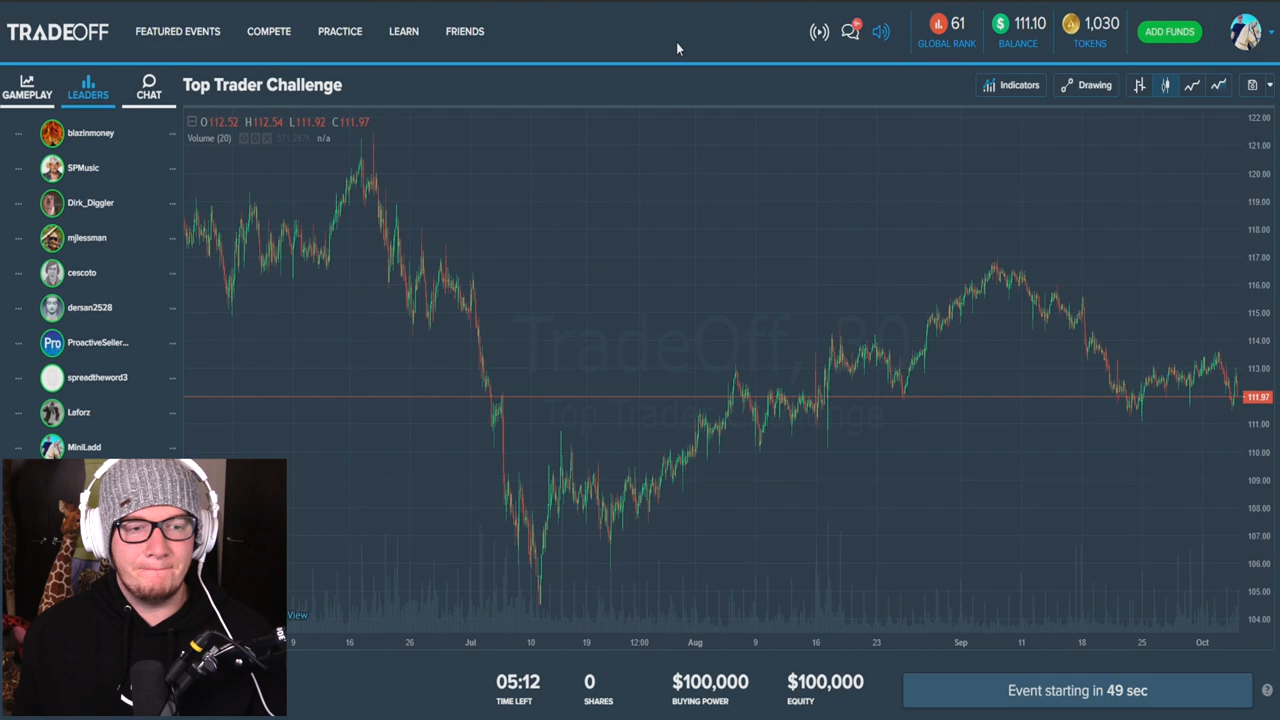 TRADEOFF
FEATURED EVENTS
COMPETE
PRACTICE
LEARN
FRIENDS
9+
61
GLOBAL RANK
$ 111.10
BALANCE
1,030
TOKENS
ADD FUNDS
GAMEPLAY
LEADERS
CHAT
Top Trader Challenge
Indicators
Drawing
O112.52 H112.54 L111.92 C111.97
Volume (20)
n/a
-- blazinmoney --
-- SPMusic --
-- Dirk_Diggler --
-- mjlessman --
-- cescoto --
-- dersan2528 --
-- Pro ProactiveSeller... --
-- spreadtheword3 --
-- Laforz --
-- MiniLadd --
View
TradeOff, P0
Top Trader Challenge
122.00
121.00
120.00
119.00
118.00
117.00
116.00
115.00
114.00
113.00
111.97
111.00
110.00
109.00
108.00
107.00
106.00
105.00
104.00
9 16 26 Jul 10 19 12:00 Aug 9 16 23 Sep 11 18 25 Oct
05:12
TIME LEFT
0
SHARES
$100,000
BUYING POWER
$100,000
EQUITY
Event starting in 49 sec
?